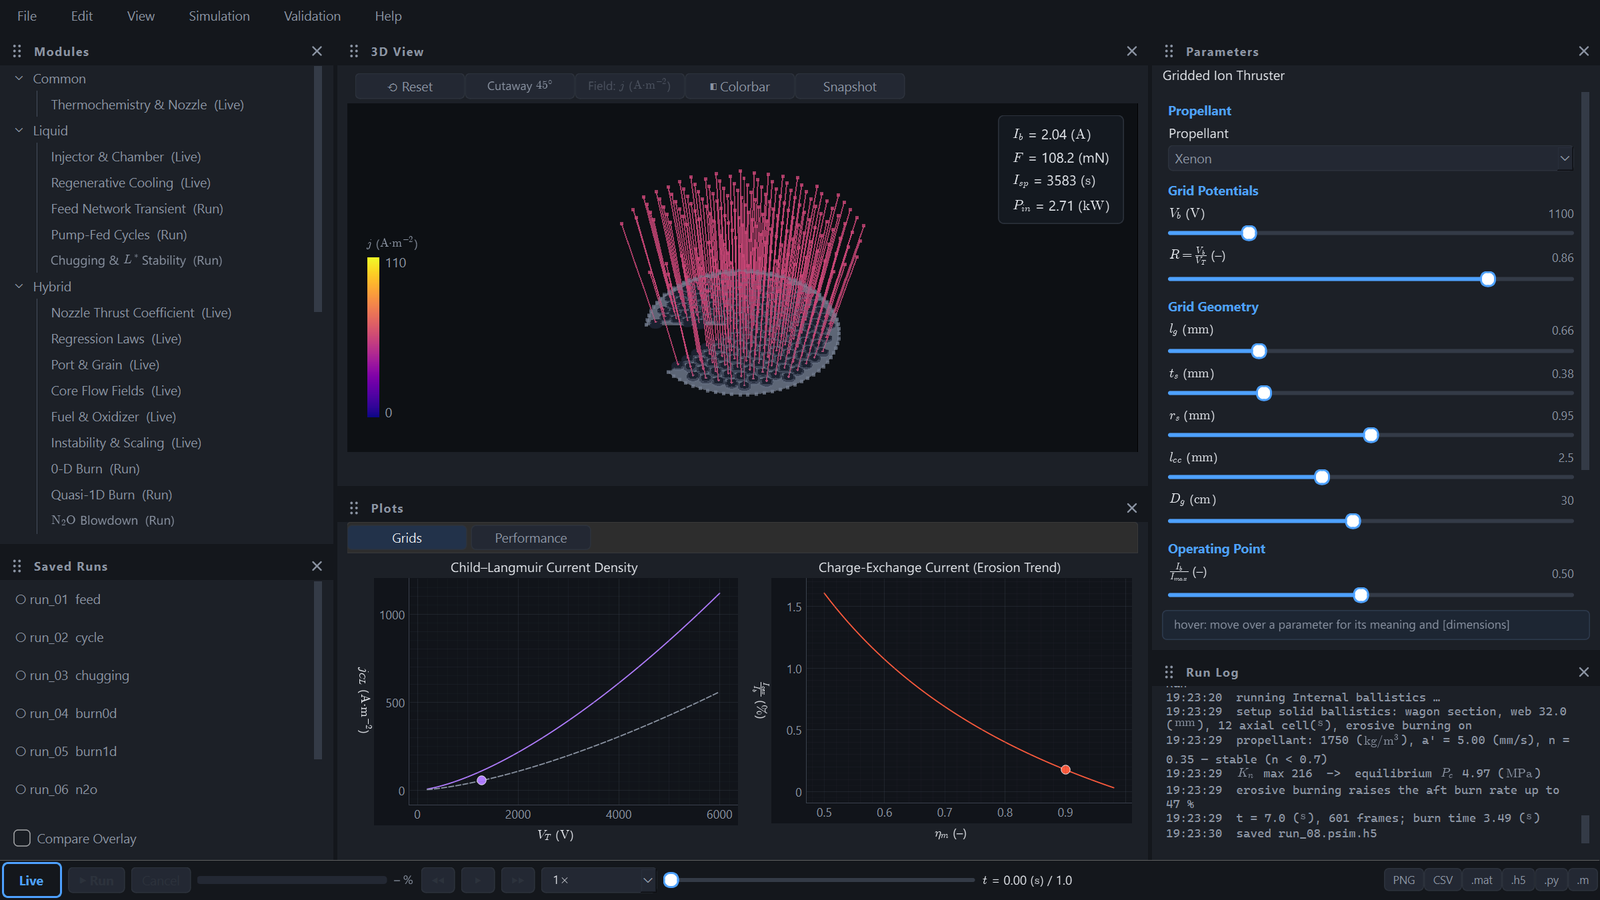 File Edit View Simulation Validation Help
Modules
Common
Thermochemistry & Nozzle (Live)
Liquid
Injector & Chamber (Live)
Regenerative Cooling (Live)
Feed Network Transient (Run)
Pump-Fed Cycles (Run)
Chugging & L* Stability (Run)
Hybrid
Nozzle Thrust Coefficient (Live)
Regression Laws (Live)
Port & Grain (Live)
Core Flow Fields (Live)
Fuel & Oxidizer (Live)
Instability & Scaling (Live)
0-D Burn (Run)
Quasi-1D Burn (Run)
N₂O Blowdown (Run)
Saved Runs
run_01 feed
run_02 cycle
run_03 chugging
run_04 burn0d
run_05 burn1d
run_06 n2o
Compare Overlay
3D View
Reset Cutaway 45° Field: j (A·m⁻²) Colorbar Snapshot
I_b = 2.04 (A)
F = 108.2 (mN)
I_sp = 3583 (s)
P_in = 2.71 (kW)
j (A·m⁻²)
110
0
Plots
Grids Performance
Child–Langmuir Current Density
j_CL (A·m⁻²)
1000
500
0
0 2000 4000 6000
V_T (V)
Charge-Exchange Current (Erosion Trend)
(%)
1.5
1.0
0.5
0
0.5 0.6 0.7 0.8 0.9
η_m (–)
Parameters
Gridded Ion Thruster
Propellant
Propellant
Xenon
Grid Potentials
V_b (V) 1100
R = V_b/V_T (–) 0.86
Grid Geometry
l_g (mm) 0.66
t_s (mm) 0.38
r_s (mm) 0.95
l_cc (mm) 2.5
D_g (cm) 30
Operating Point
I_b/I_max (–) 0.50
hover: move over a parameter for its meaning and [dimensions]
Run Log
19:23:20 running Internal ballistics …
19:23:29 setup solid ballistics: wagon section, web 32.0
(mm), 12 axial cell(s), erosive burning on
19:23:29 propellant: 1750 (kg/m³), a' = 5.00 (mm/s), n =
0.35 — stable (n < 0.7)
19:23:29 K_n max 216 -> equilibrium P_c 4.97 (MPa)
19:23:29 erosive burning raises the aft burn rate up to
47 %
19:23:29 t = 7.0 (s), 601 frames; burn time 3.49 (s)
19:23:30 saved run_08.psim.h5
Live Run Cancel – % 1× t = 0.00 (s) / 1.0 PNG CSV .mat .h5 .py .m